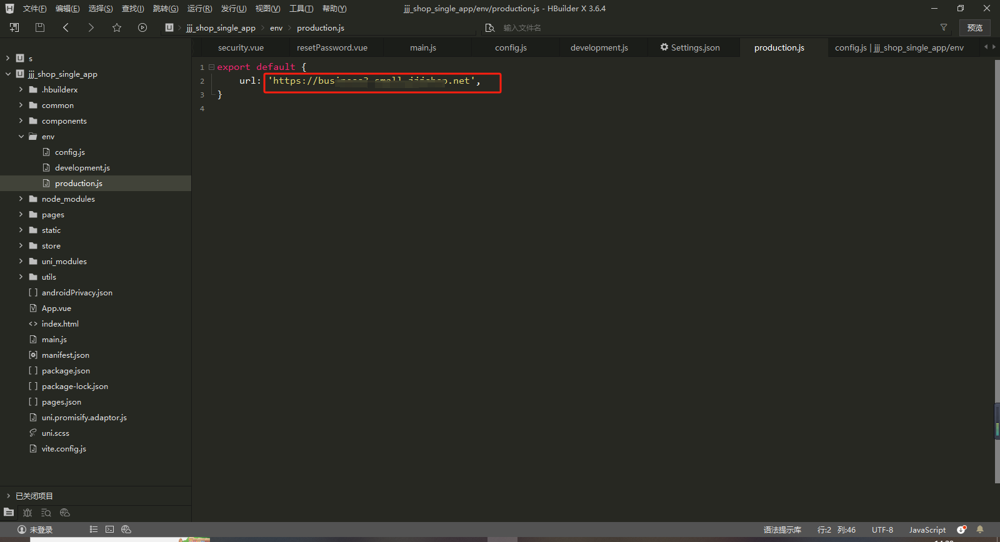 文件(F) 编辑(E) 选择(S) 查找(I) 跳转(G) 运行(R) 发行(U) 视图(V) 工具(T) 帮助(Y) jjj_shop_single_app/env/production.js - HBuilder X 3.6.4
jjj_shop_single_app env production.js 输入文件名 预览
security.vue resetPassword.vue main.js config.js development.js Settings.json production.js config.js | jjj_shop_single_app/env
s
jjj_shop_single_app
.hbuilderx
common
components
env
config.js
development.js
production.js
node_modules
pages
static
store
uni_modules
utils
[ ] androidPrivacy.json
App.vue
<> index.html
main.js
manifest.json
[ ] package.json
[ ] package-lock.json
[ ] pages.json
uni.promisify.adaptor.js
uni.scss
vite.config.js
1 export default {
2 url: 'https://bus .net',
3 }
4
已关闭项目
未登录 语法提示库 行:2 列:46 UTF-8 JavaScript